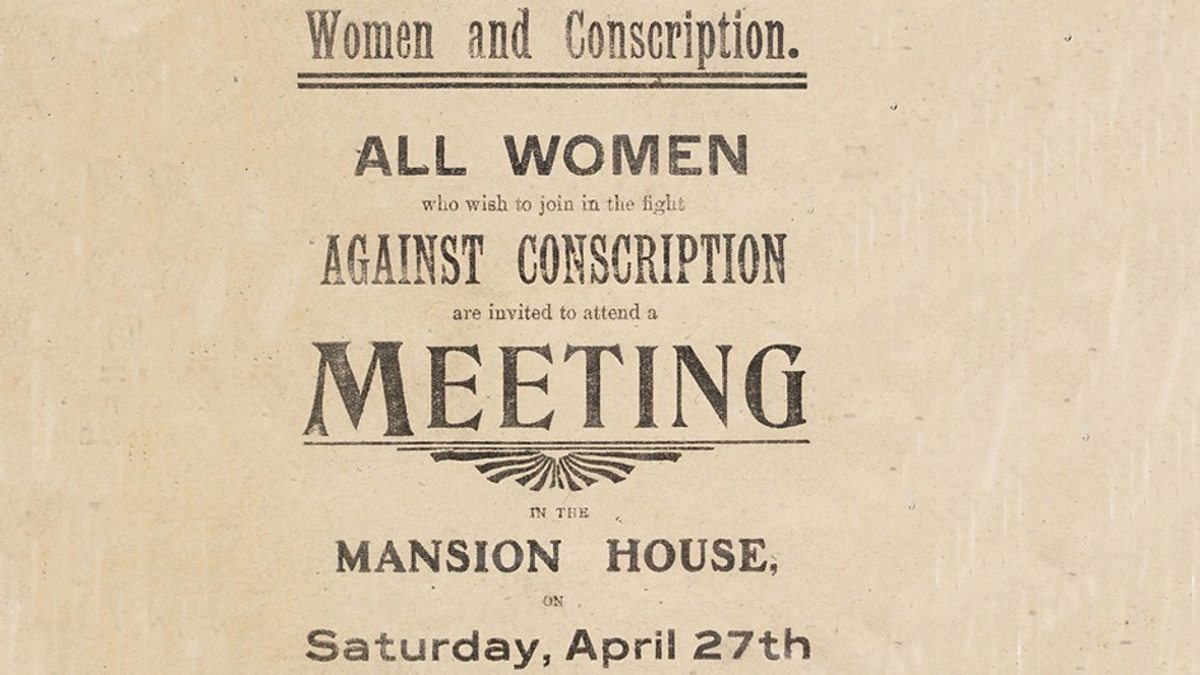 Women and Conscription.
ALL WOMEN
who wish to join in the fight
AGAINST CONSCRIPTION
are invited to attend a
MEETING
IN THE
MANSION HOUSE,
ON
Saturday, April 27th